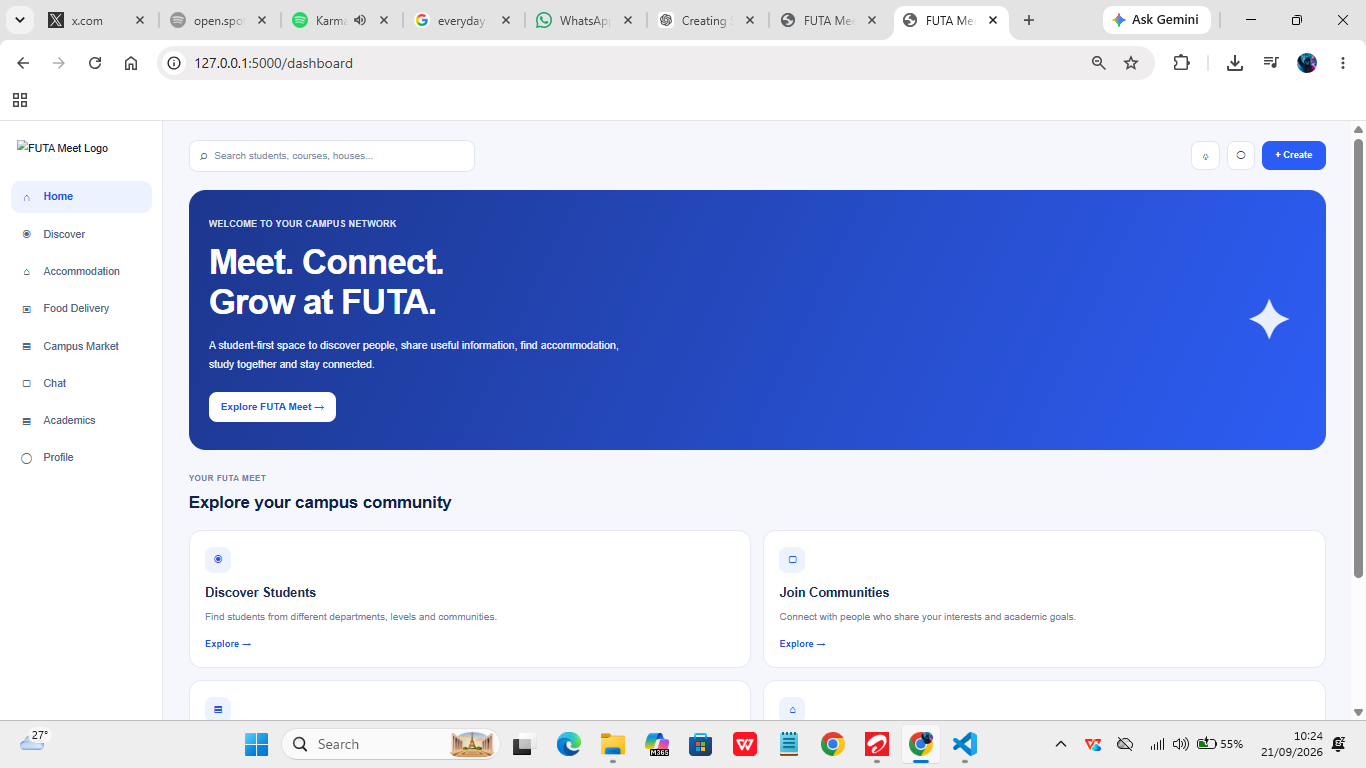 x.com
open.spo
Karma
everyday
WhatsApp
Creating S
FUTA Me
FUTA Me
Ask Gemini
127.0.0.1:5000/dashboard
FUTA Meet Logo
Search students, courses, houses...
+ Create
Home
Discover
Accommodation
Food Delivery
Campus Market
Chat
Academics
Profile
WELCOME TO YOUR CAMPUS NETWORK
Meet. Connect.
Grow at FUTA.
A student-first space to discover people, share useful information, find accommodation,
study together and stay connected.
Explore FUTA Meet →
YOUR FUTA MEET
Explore your campus community
Discover Students
Find students from different departments, levels and communities.
Explore →
Join Communities
Connect with people who share your interests and academic goals.
Explore →
27°
Search
M365
55%
10:24
21/09/2026